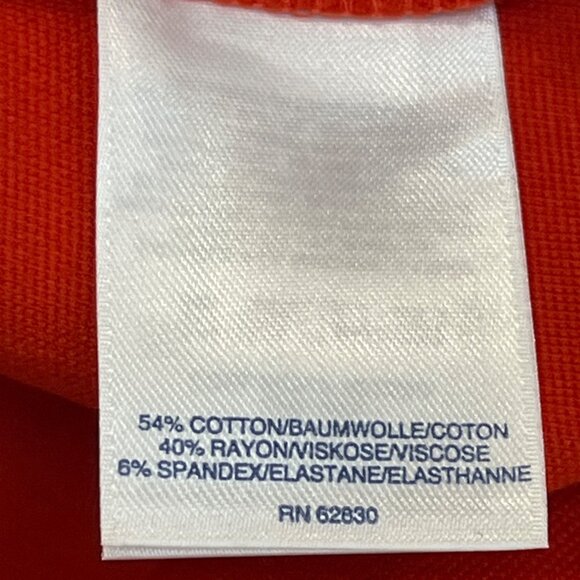 54% COTTON/BAUMWOLLE/COTON
40% RAYON/VISKOSE/VISCOSE
6% SPANDEX/ELASTANE/ELASTHANNE
RN 62830